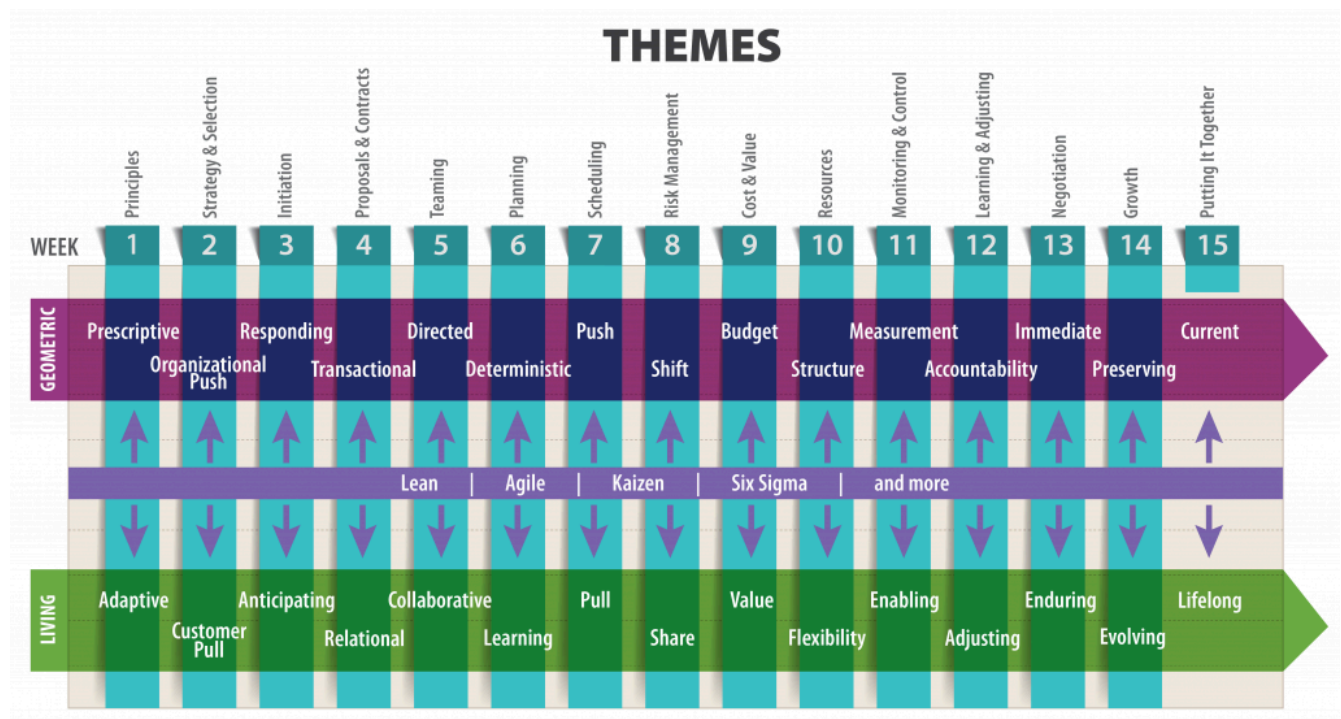 THEMES
Principles
Strategy & Selection
Initiation
Proposals & Contracts
Teaming
Planning
Scheduling
Risk Management
Cost & Value
Resources
Monitoring & Control
Learning & Adjusting
Negotiation
Growth
Putting It Together
WEEK 1 2 3 4 5 6 7 8 9 10 11 12 13 14 15
GEOMETRIC
Prescriptive Responding Directed Push Budget Measurement Immediate Current
Organizational
Push
Transactional Deterministic Shift Structure Accountability Preserving
Lean | Agile | Kaizen | Six Sigma | and more
LIVING
Adaptive Anticipating Collaborative Pull Value Enabling Enduring Lifelong
Customer
Pull
Relational Learning Share Flexibility Adjusting Evolving